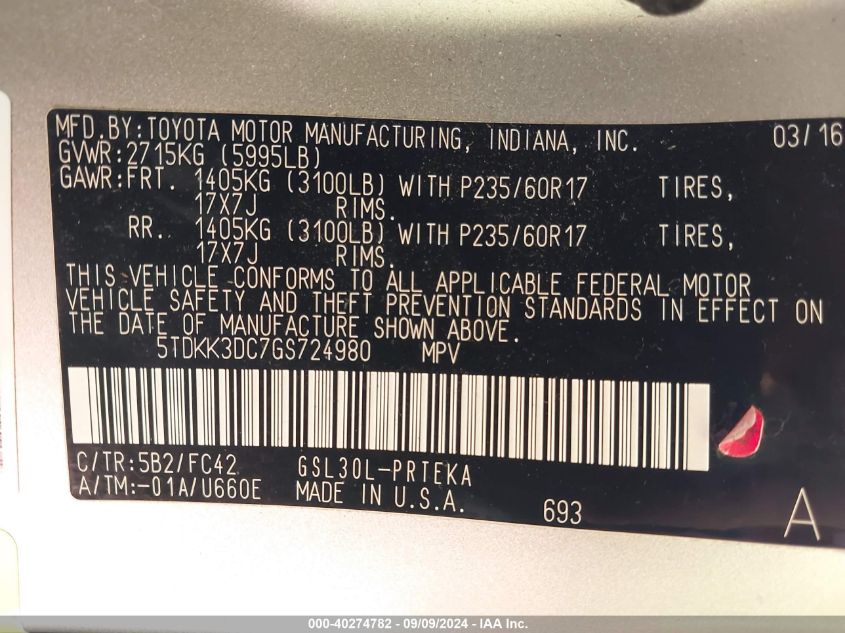 MFD.BY:TOYOTA MOTOR MANUFACTURING, INDIANA, INC. 03/16
GVWR:2715KG (5995LB)
GAWR:FRT. 1405KG (3100LB) WITH P235/60R17 TIRES,
17X7J RIMS.
RR. 1405KG (3100LB) WITH P235/60R17 TIRES,
17X7J RIMS.
THIS VEHICLE CONFORMS TO ALL APPLICABLE FEDERAL MOTOR
VEHICLE SAFETY AND THEFT PREVENTION STANDARDS IN EFFECT ON
THE DATE OF MANUFACTURE SHOWN ABOVE.
5TDKK3DC7GS724980 MPV
C/TR:5B2/FC42 GSL30L-PRTEKA
A/TM:-01A/U660E MADE IN U.S.A.
693 A
000-40274782 - 09/09/2024 - IAA Inc.